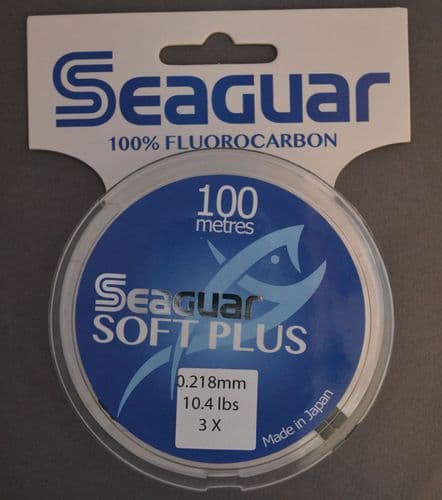 SEAGUAR
100% FLUOROCARBON
100
metres
SEAGUAR
SOFT PLUS
0.218mm
10.4 lbs
3 X
Made in Japan